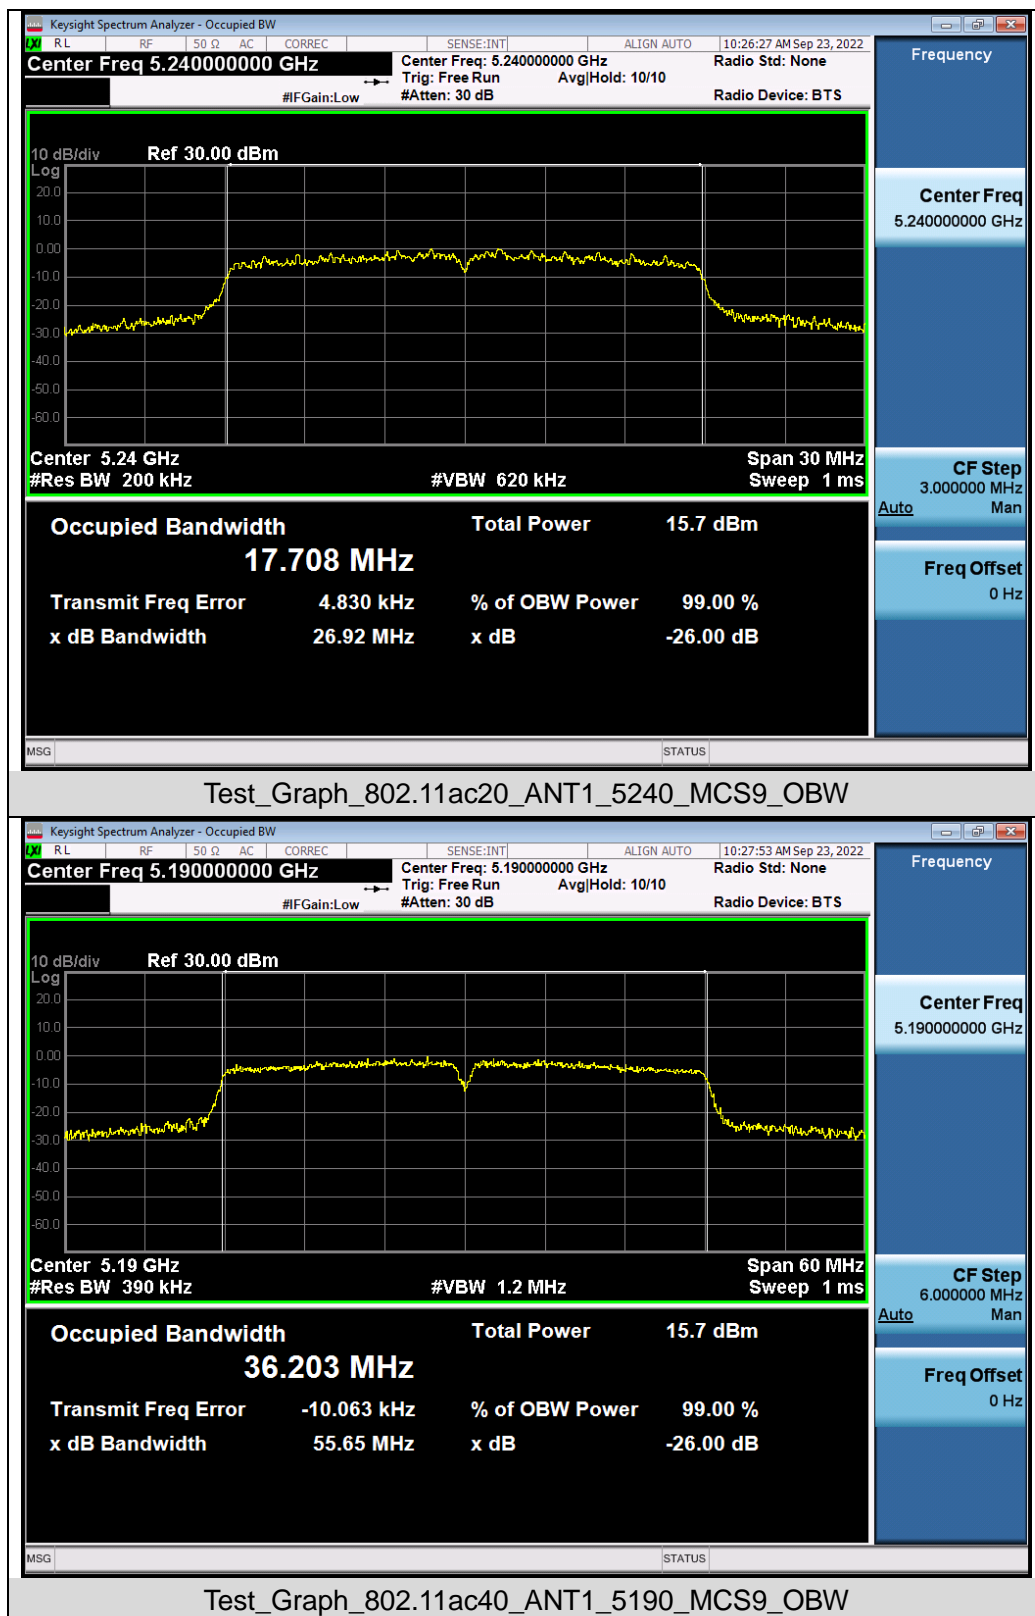 Keysight Spectrum Analyzer - Occupied BW
LXI RL RF 50 Ω AC CORREC SENSE:INT ALIGN AUTO 10:26:27 AM Sep 23, 2022
Center Freq 5.240000000 GHz
Center Freq: 5.240000000 GHz Radio Std: None
Trig: Free Run Avg|Hold: 10/10
#IFGain:Low #Atten: 30 dB Radio Device: BTS
Frequency
10 dB/div Ref 30.00 dBm
Log
20.0
10.0
0.00
-10.0
-20.0
-30.0
-40.0
-50.0
-60.0
Center 5.24 GHz Span 30 MHz
#Res BW 200 kHz #VBW 620 kHz Sweep 1 ms
Center Freq
5.240000000 GHz
CF Step
3.000000 MHz
Auto Man
Freq Offset
0 Hz
Occupied Bandwidth Total Power 15.7 dBm
17.708 MHz
Transmit Freq Error 4.830 kHz % of OBW Power 99.00 %
x dB Bandwidth 26.92 MHz x dB -26.00 dB
MSG STATUS
Test_Graph_802.11ac20_ANT1_5240_MCS9_OBW
Keysight Spectrum Analyzer - Occupied BW
LXI RL RF 50 Ω AC CORREC SENSE:INT ALIGN AUTO 10:27:53 AM Sep 23, 2022
Center Freq 5.190000000 GHz
Center Freq: 5.190000000 GHz Radio Std: None
Trig: Free Run Avg|Hold: 10/10
#IFGain:Low #Atten: 30 dB Radio Device: BTS
Frequency
10 dB/div Ref 30.00 dBm
Log
20.0
10.0
0.00
-10.0
-20.0
-30.0
-40.0
-50.0
-60.0
Center 5.19 GHz Span 60 MHz
#Res BW 390 kHz #VBW 1.2 MHz Sweep 1 ms
Center Freq
5.190000000 GHz
CF Step
6.000000 MHz
Auto Man
Freq Offset
0 Hz
Occupied Bandwidth Total Power 15.7 dBm
36.203 MHz
Transmit Freq Error -10.063 kHz % of OBW Power 99.00 %
x dB Bandwidth 55.65 MHz x dB -26.00 dB
MSG STATUS
Test_Graph_802.11ac40_ANT1_5190_MCS9_OBW